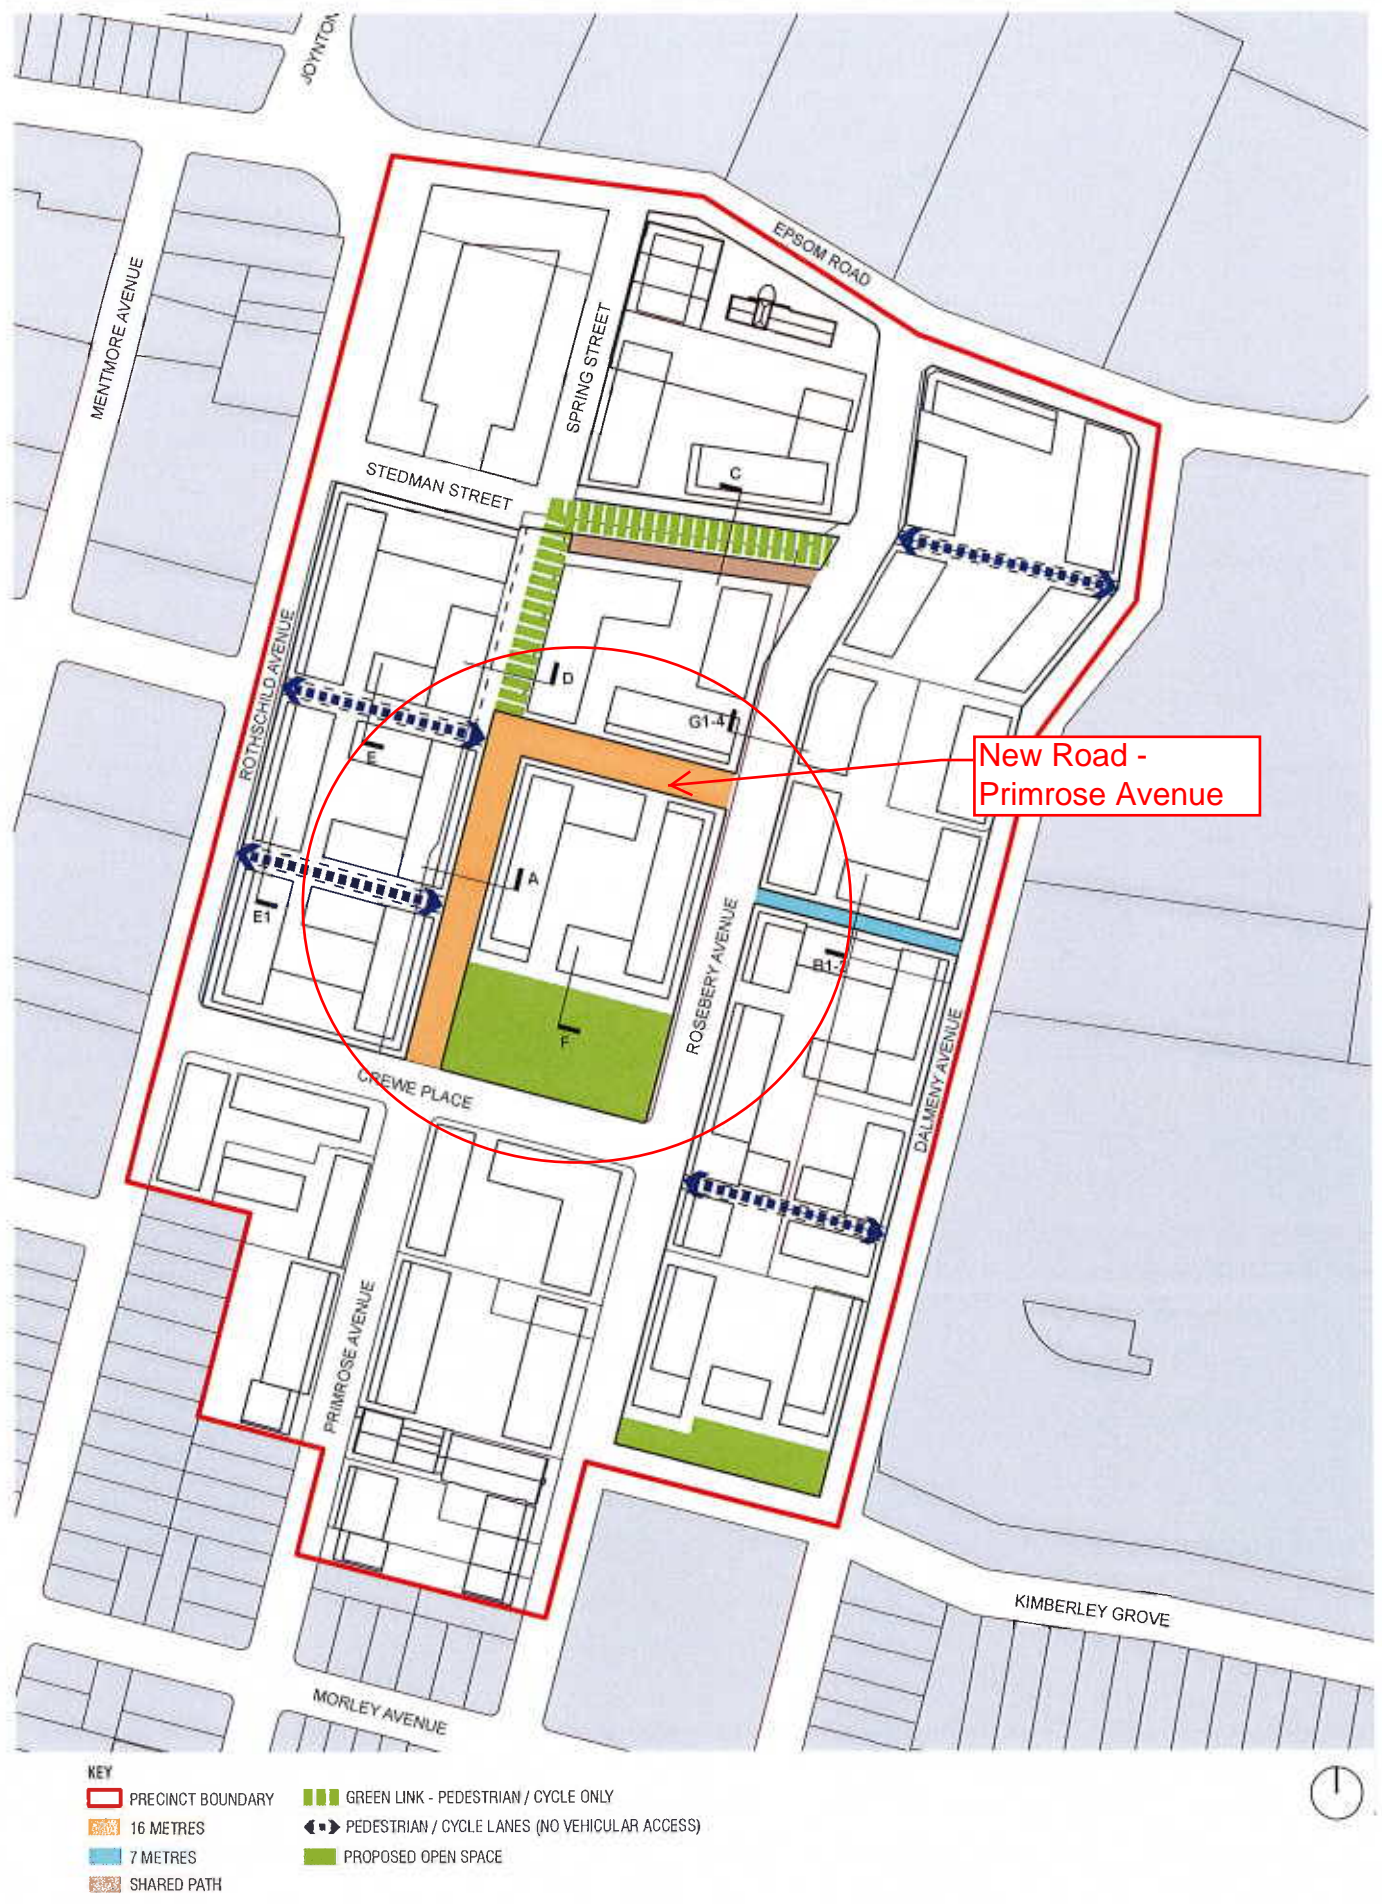 JOYNTON
EPSOM ROAD
MENTMORE AVENUE
SPRING STREET
STEDMAN STREET
C
ROTHSCHILD AVENUE
D
G1-4
E
New Road -
Primrose Avenue
A
E1
ROSEBERY AVENUE
B1-
F
DALMENY AVENUE
CREWE PLACE
PRIMROSE AVENUE
KIMBERLEY GROVE
MORLEY AVENUE
KEY
PRECINCT BOUNDARY
16 METRES
7 METRES
SHARED PATH
GREEN LINK - PEDESTRIAN / CYCLE ONLY
PEDESTRIAN / CYCLE LANES (NO VEHICULAR ACCESS)
PROPOSED OPEN SPACE